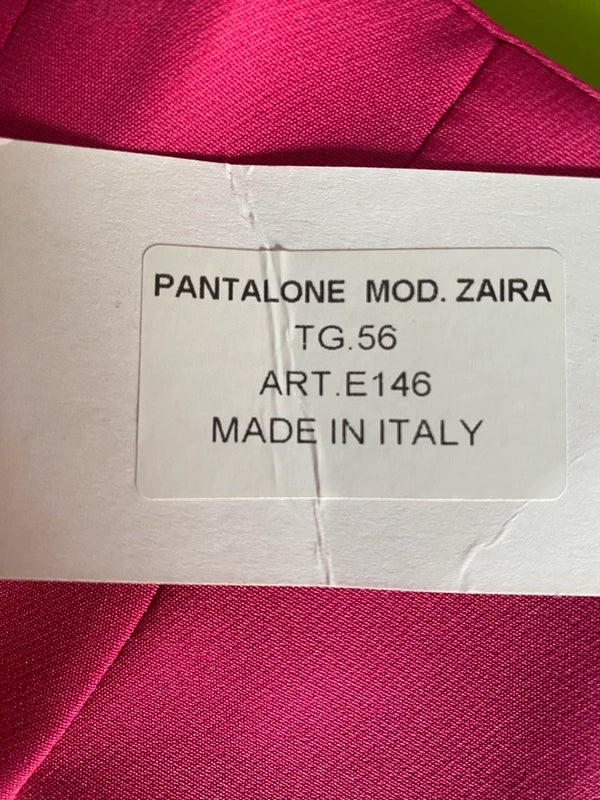 PANTALONE MOD. ZAIRA
TG.56
ART.E146
MADE IN ITALY